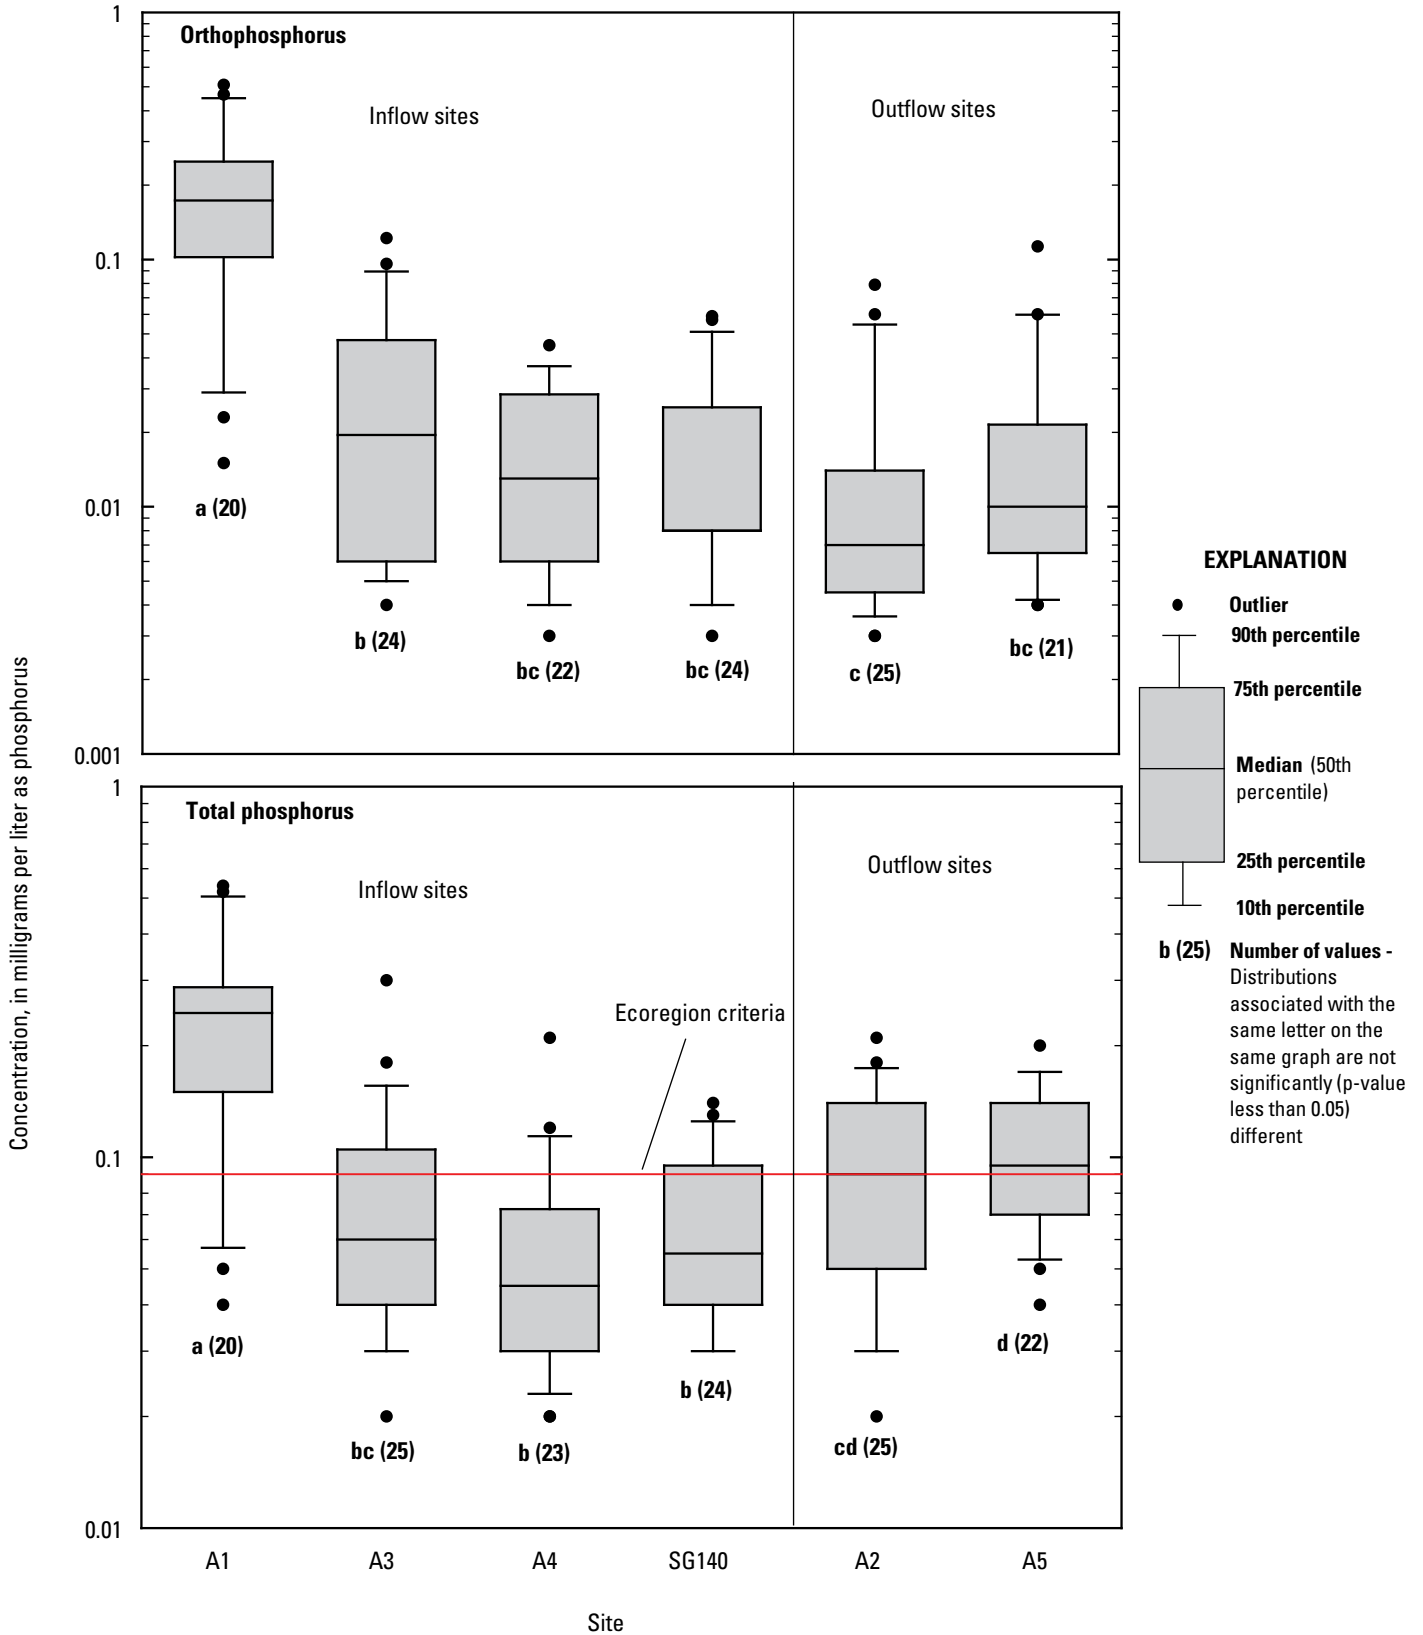 Concentration, in milligrams per liter as phosphorus
1
0.1
0.01
0.001
Orthophosphorus
Inflow sites
Outflow sites
a (20)
b (24)
bc (22)
bc (24)
c (25)
bc (21)
1
0.1
0.01
Total phosphorus
Inflow sites
Outflow sites
Ecoregion criteria
a (20)
bc (25)
b (23)
b (24)
cd (25)
d (22)
A1
A3
A4
SG140
A2
A5
Site
EXPLANATION
Outlier
90th percentile
75th percentile
Median (50th
percentile)
25th percentile
10th percentile
b (25) Number of values -
Distributions
associated with the
same letter on the
same graph are not
significantly (p-value
less than 0.05)
different